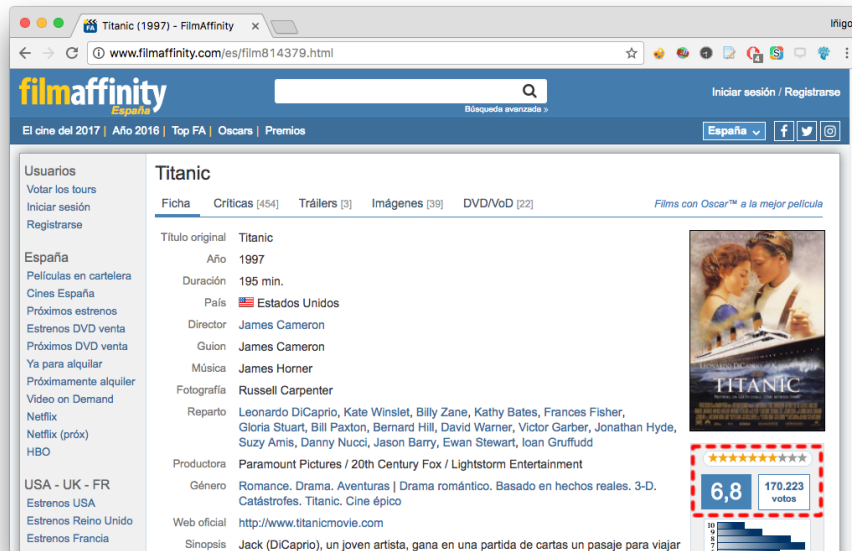 Titanic (1997) - FilmAffinity
Iñigo
www.filmaffinity.com/es/film814379.html
4
filmaffinity
España
Búsqueda avanzada »
Iniciar sesión / Registrarse
El cine del 2017 | Año 2016 | Top FA | Oscars | Premios
España
Usuarios
Votar los tours
Iniciar sesión
Registrarse
España
Películas en cartelera
Cines España
Próximos estrenos
Estrenos DVD venta
Próximos DVD venta
Ya para alquilar
Próximamente alquiler
Video on Demand
Netflix
Netflix (próx)
HBO
USA - UK - FR
Estrenos USA
Estrenos Reino Unido
Estrenos Francia
Titanic
Ficha Críticas [454] Tráilers [3] Imágenes [39] DVD/VoD [22]
Films con Oscar™ a la mejor película
Título original Titanic
Año 1997
Duración 195 min.
País Estados Unidos
Director James Cameron
Guion James Cameron
Música James Horner
Fotografía Russell Carpenter
Reparto Leonardo DiCaprio, Kate Winslet, Billy Zane, Kathy Bates, Frances Fisher,
Gloria Stuart, Bill Paxton, Bernard Hill, David Warner, Victor Garber, Jonathan Hyde,
Suzy Amis, Danny Nucci, Jason Barry, Ewan Stewart, Ioan Gruffudd
Productora Paramount Pictures / 20th Century Fox / Lightstorm Entertainment
Género Romance. Drama. Aventuras | Drama romántico. Basado en hechos reales. 3-D.
Catástrofes. Titanic. Cine épico
Web oficial http://www.titanicmovie.com
Sinopsis Jack (DiCaprio), un joven artista, gana en una partida de cartas un pasaje para viajar
LEONARDO DICAPRIO KATE WINSLET
TITANIC
6,8
170.223
votos
10
9
8
7